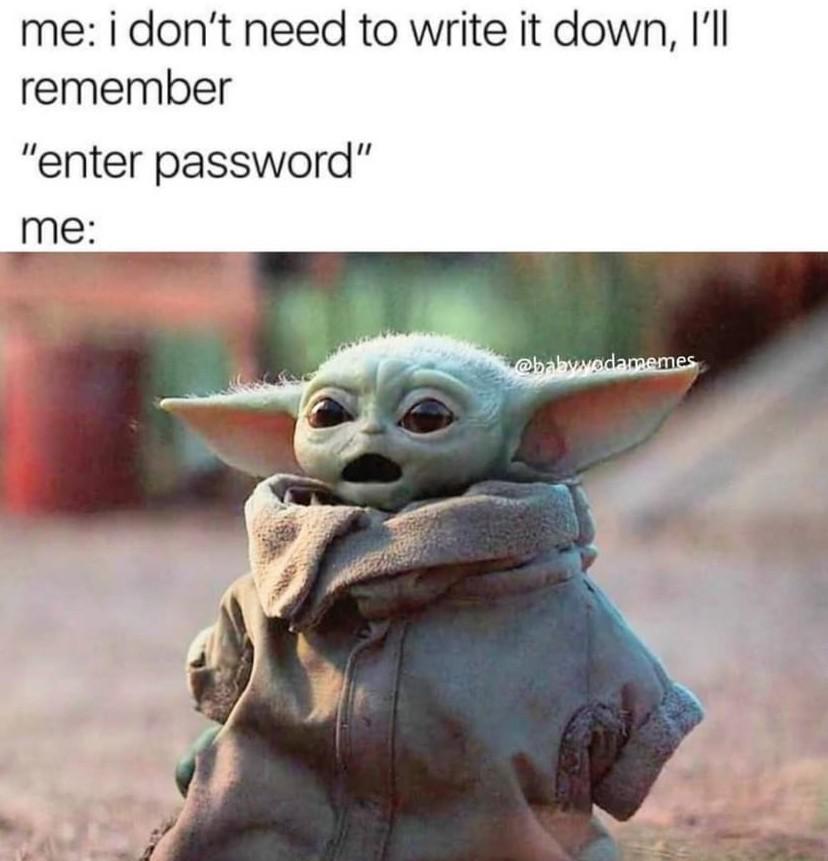 me: i don’t need to write it down, I’ll
remember
"enter password"
me:
@babyyodamemes